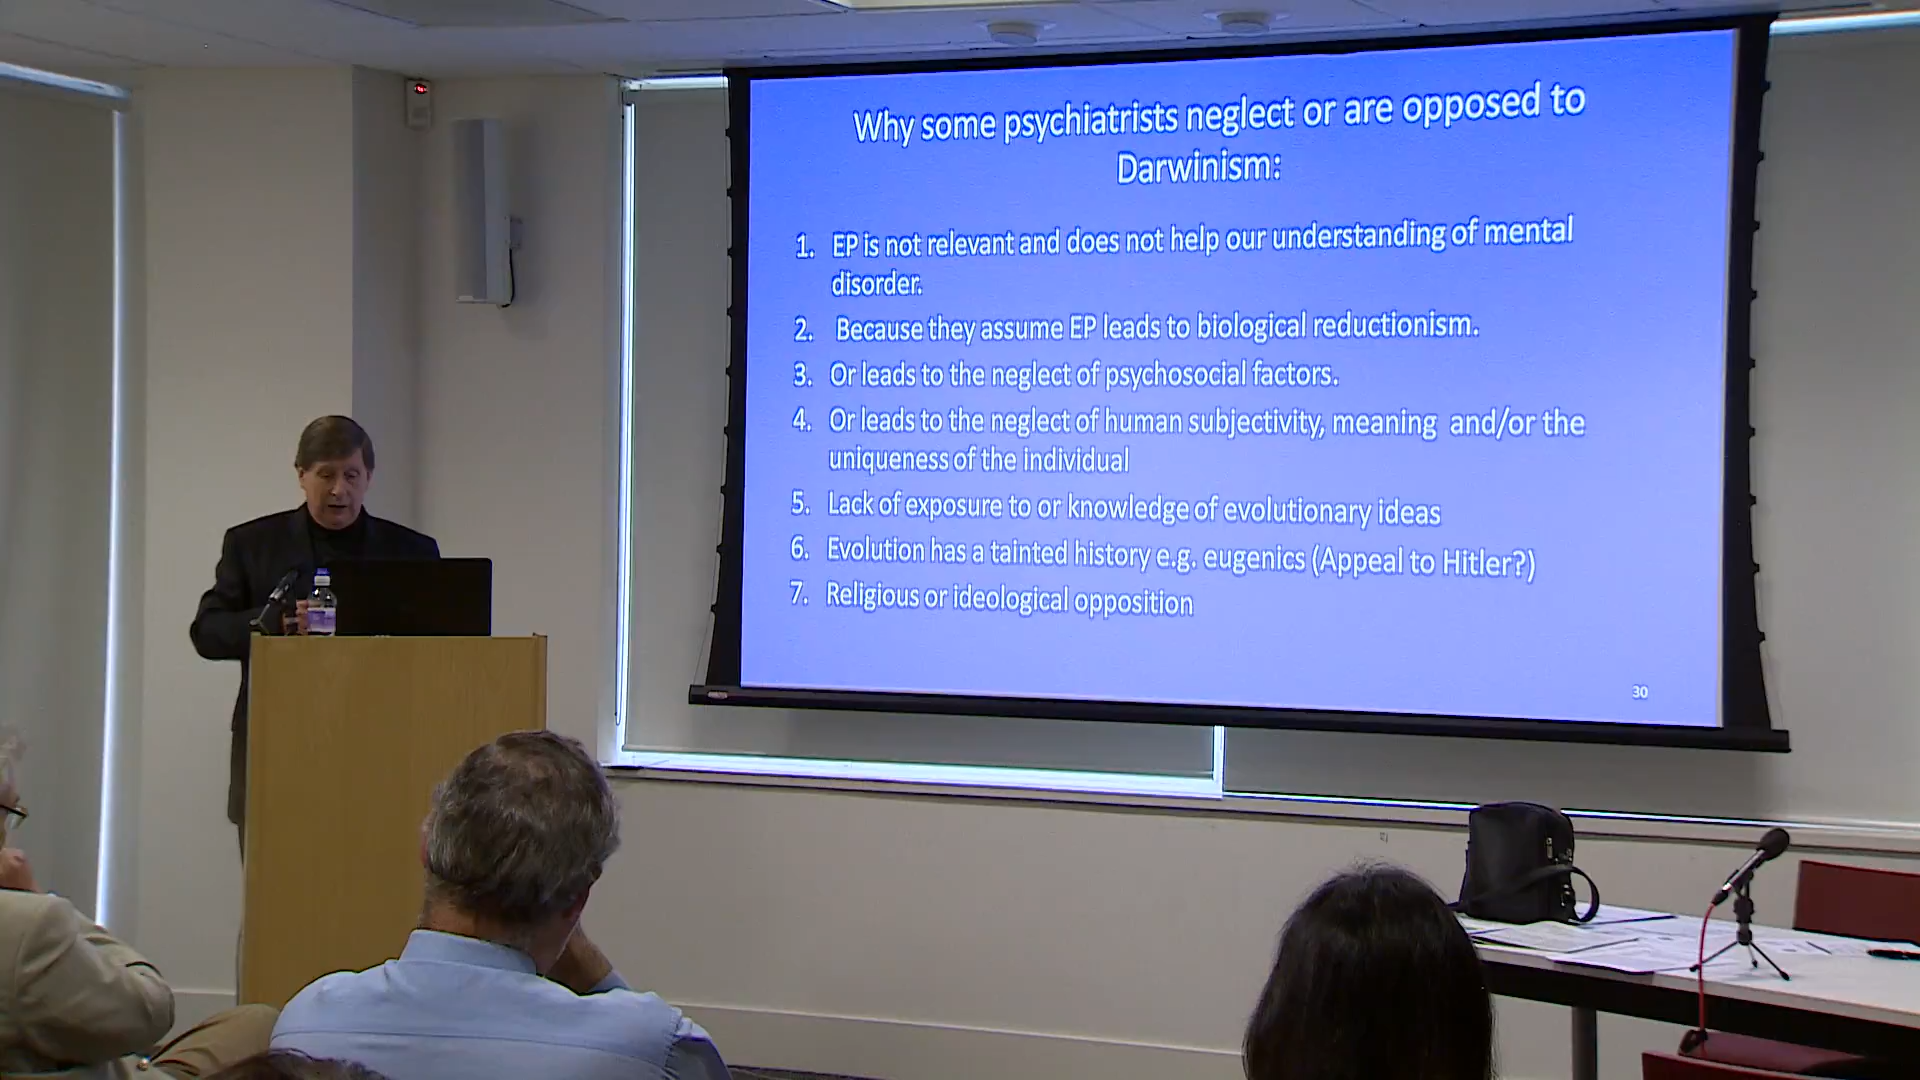 Why some psychiatrists neglect or are opposed to
Darwinism:
1. EP is not relevant and does not help our understanding of mental
disorder.
2. Because they assume EP leads to biological reductionism.
3. Or leads to the neglect of psychosocial factors.
4. Or leads to the neglect of human subjectivity, meaning and/or the
uniqueness of the individual
5. Lack of exposure to or knowledge of evolutionary ideas
6. Evolution has a tainted history e.g. eugenics (Appeal to Hitler?)
7. Religious or ideological opposition
30